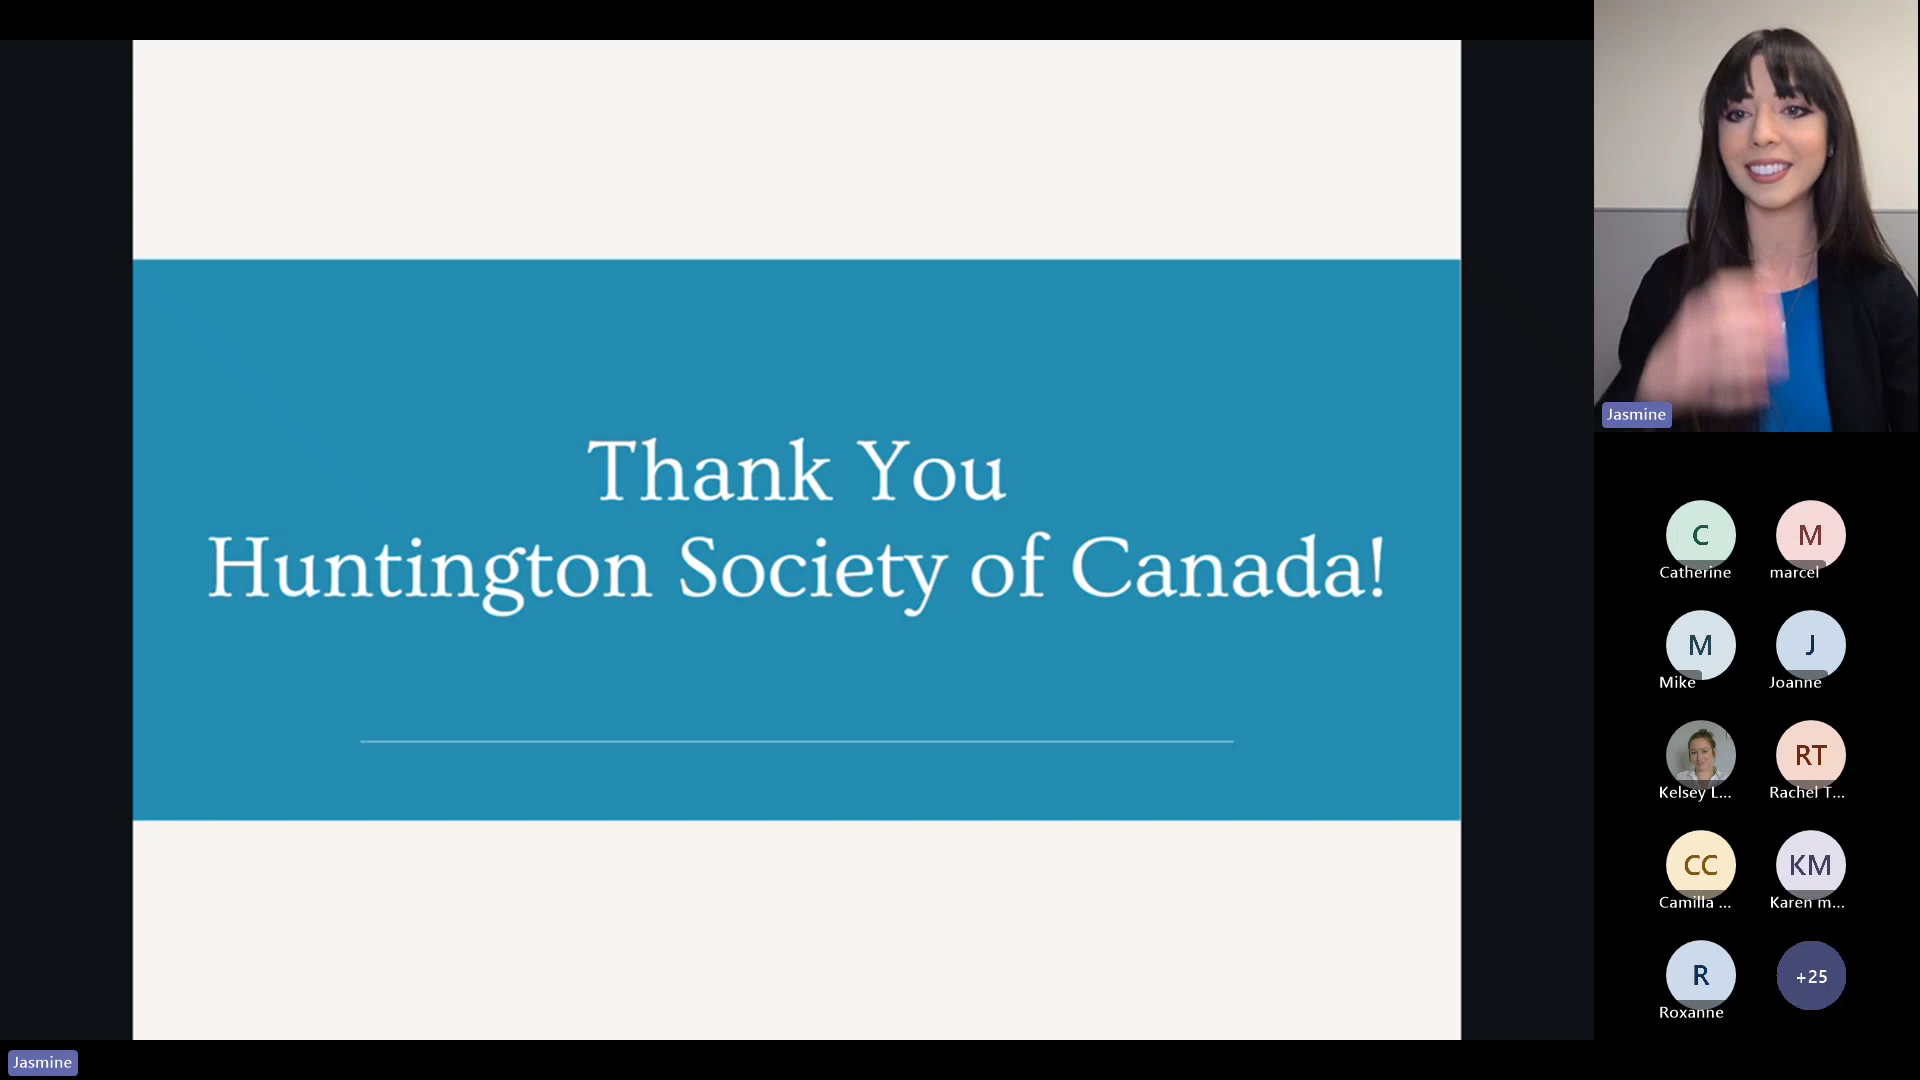 Thank You
Huntington Society of Canada!
Jasmine
C
M
Catherine
marcel
M
J
Mike
Joanne
RT
Kelsey L...
Rachel T...
CC
KM
Camilla ...
Karen m...
R
+25
Roxanne
Jasmine